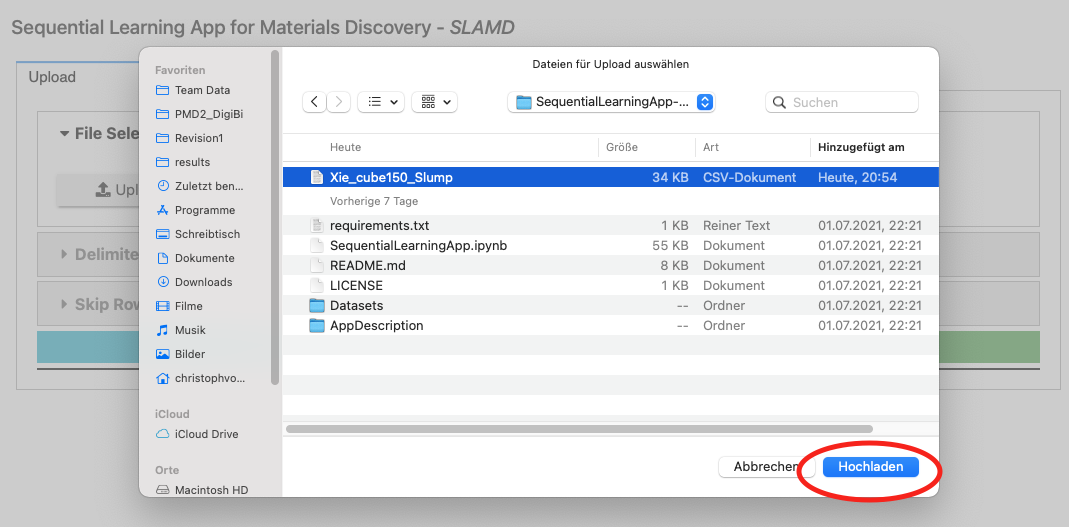 Sequential Learning App for Materials Discovery - SLAMD
Upload
File Sele
Upl
Delimite
Skip Row
Dateien für Upload auswählen
SequentialLearningApp-...
Suchen
Favoriten
Team Data
PMD2_DigiBi
Revision1
results
Zuletzt ben...
Programme
Schreibtisch
Dokumente
Downloads
Filme
Musik
Bilder
christophvo...
iCloud
iCloud Drive
Orte
Macintosh HD
Heute Größe Art Hinzugefügt am
Xie_cube150_Slump 34 KB CSV-Dokument Heute, 20:54
Vorherige 7 Tage
requirements.txt 1 KB Reiner Text 01.07.2021, 22:21
SequentialLearningApp.ipynb 55 KB Dokument 01.07.2021, 22:21
README.md 8 KB Dokument 01.07.2021, 22:21
LICENSE 1 KB Dokument 01.07.2021, 22:21
Datasets -- Ordner 01.07.2021, 22:21
AppDescription -- Ordner 01.07.2021, 22:21
Abbrechen Hochladen